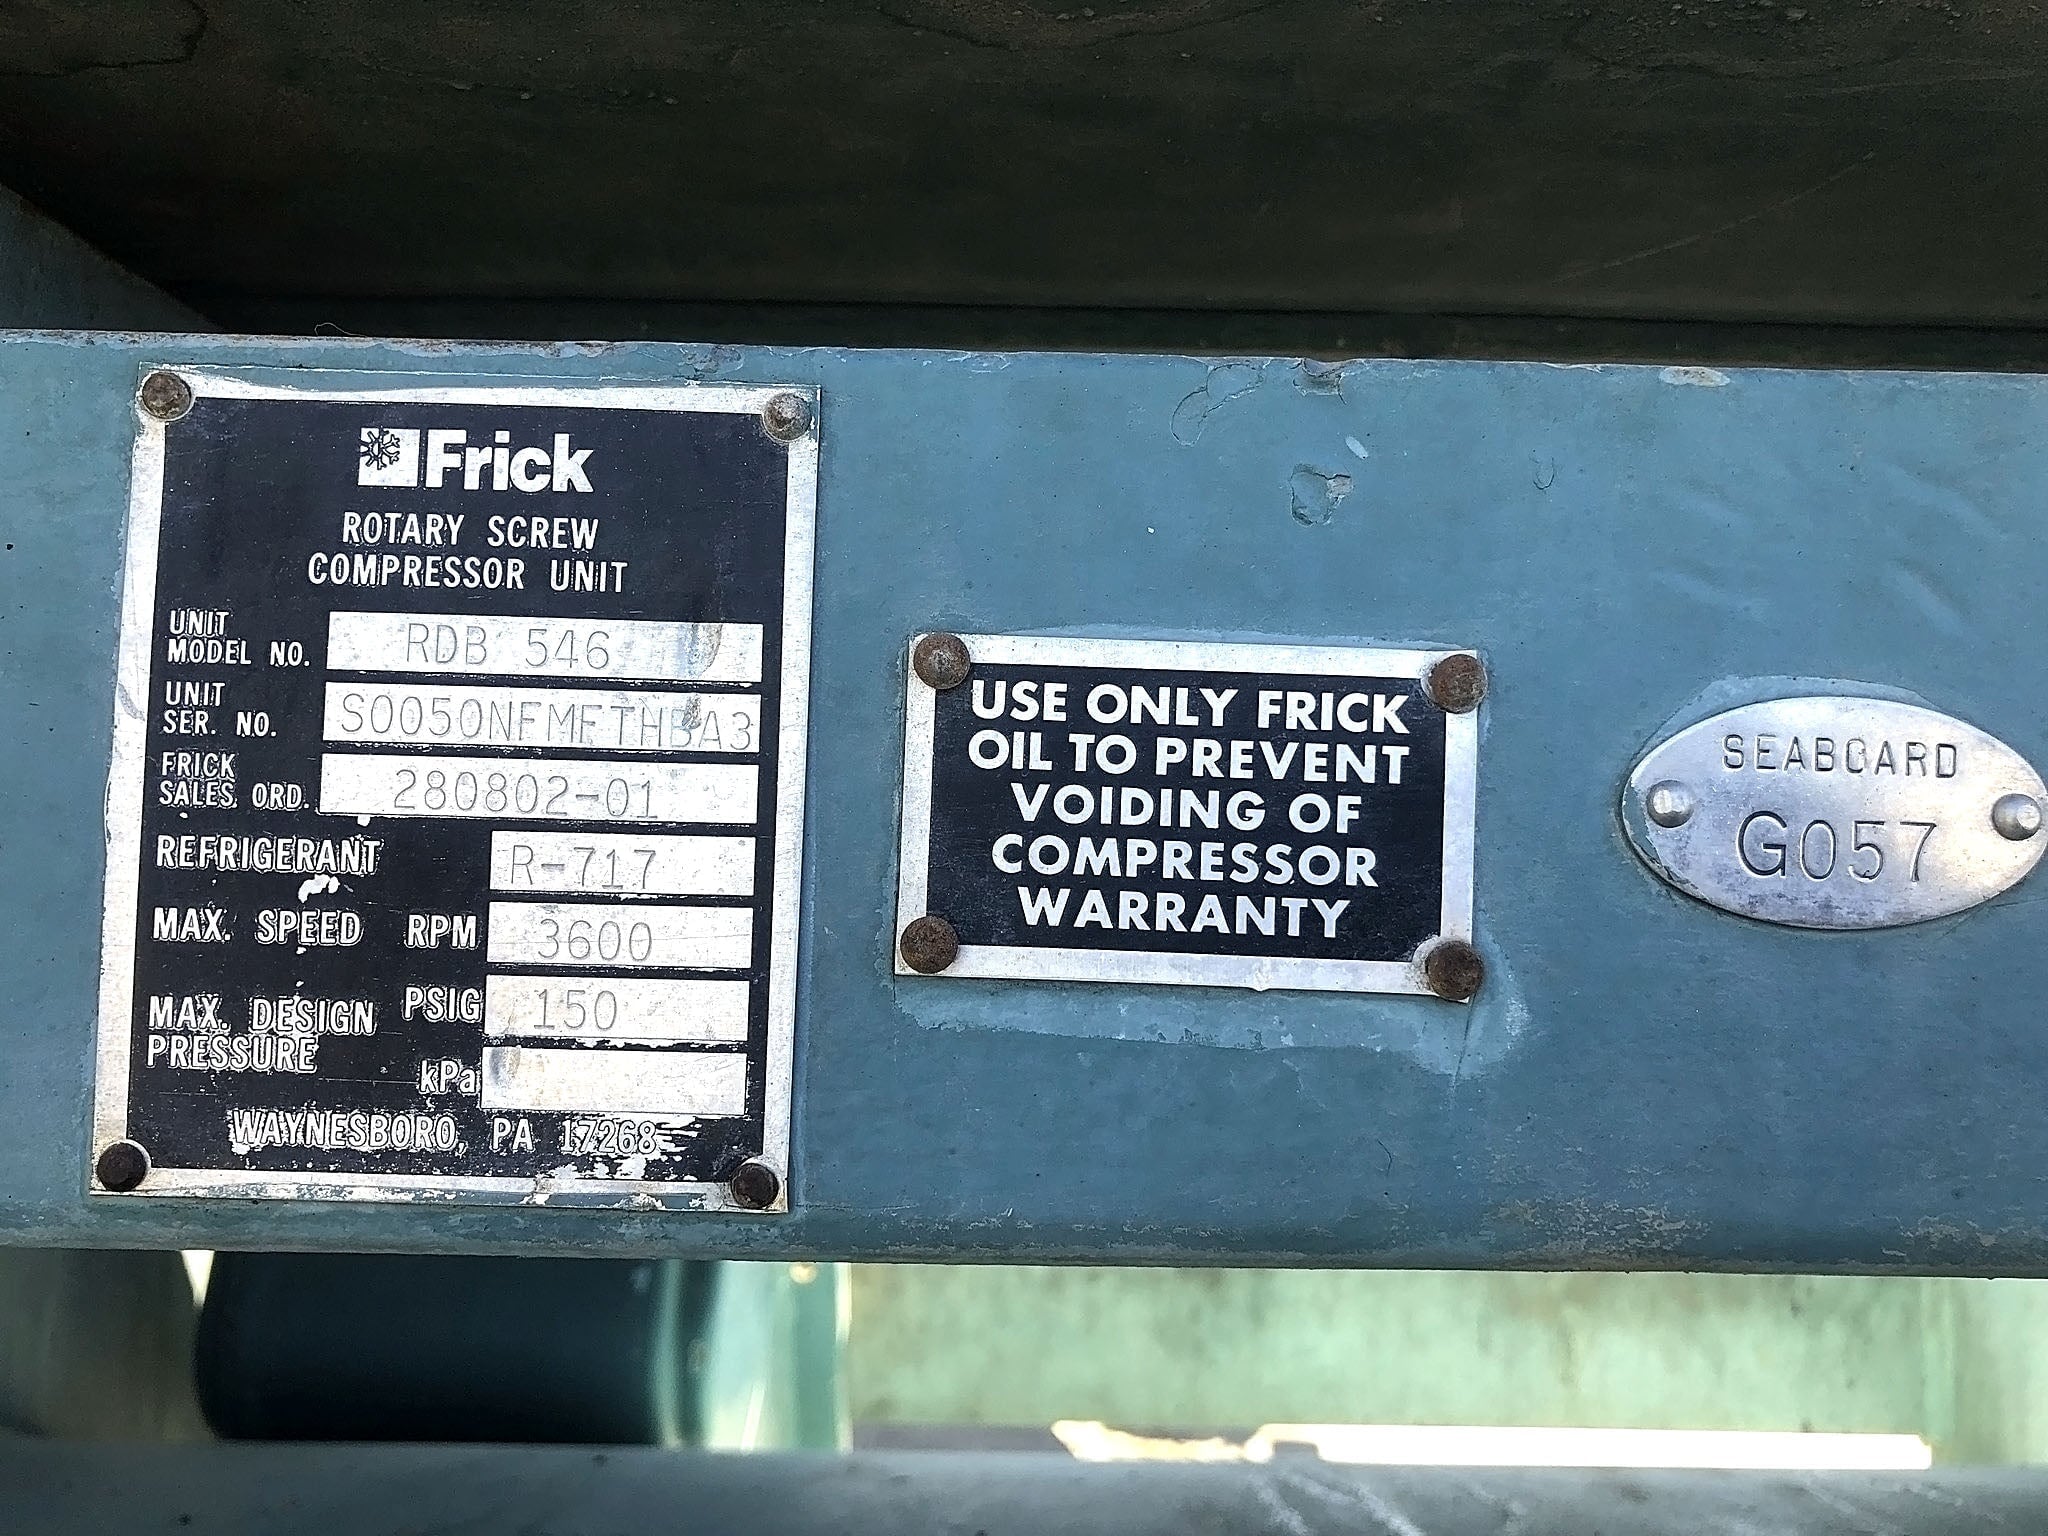 Frick
ROTARY SCREW
COMPRESSOR UNIT
UNIT
MODEL NO. RDB 546
UNIT
SER. NO. S0050NFMFTHBA3
FRICK
SALES ORD. 280802-01
REFRIGERANT R-717
MAX. SPEED RPM 3600
MAX. DESIGN PSIG 150
PRESSURE
kPa
WAYNESBORO, PA 17268
USE ONLY FRICK
OIL TO PREVENT
VOIDING OF
COMPRESSOR
WARRANTY
SEABOARD
G057